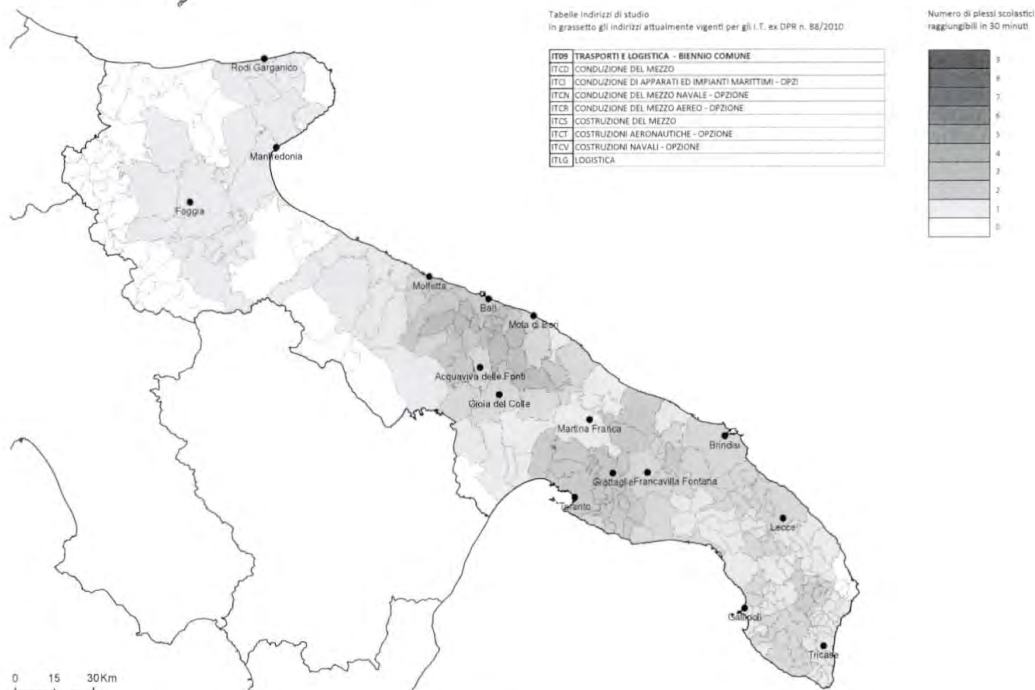 Tabelle indirizzi di studio
In grassetto gli indirizzi attualmente vigenti per gli I.T. ex DPR n. 88/2010
IT09 TRASPORTI E LOGISTICA - BIENNIO COMUNE
ITCD CONDUZIONE DEL MEZZO
ITCI CONDUZIONE DI APPARATI ED IMPIANTI MARITTIMI - OPZI
ITCN CONDUZIONE DEL MEZZO NAVALE - OPZIONE
ITCR CONDUZIONE DEL MEZZO AEREO - OPZIONE
ITCS COSTRUZIONE DEL MEZZO
ITCT COSTRUZIONI AERONAUTICHE - OPZIONE
ITCV COSTRUZIONI NAVALI - OPZIONE
ITLG LOGISTICA
Numero di plessi scolastici
raggiungibili in 30 minuti
9
8
7
6
5
4
3
2
1
0
Rodi Garganico
Manfredonia
Foggia
Molfetta
Bari
Mola di Bari
Acquaviva delle Fonti
Gioia del Colle
Martina Franca
Brindisi
Grottaglie
Francavilla Fontana
Taranto
Lecce
Gallipoli
Tricase
0 15 30 Km